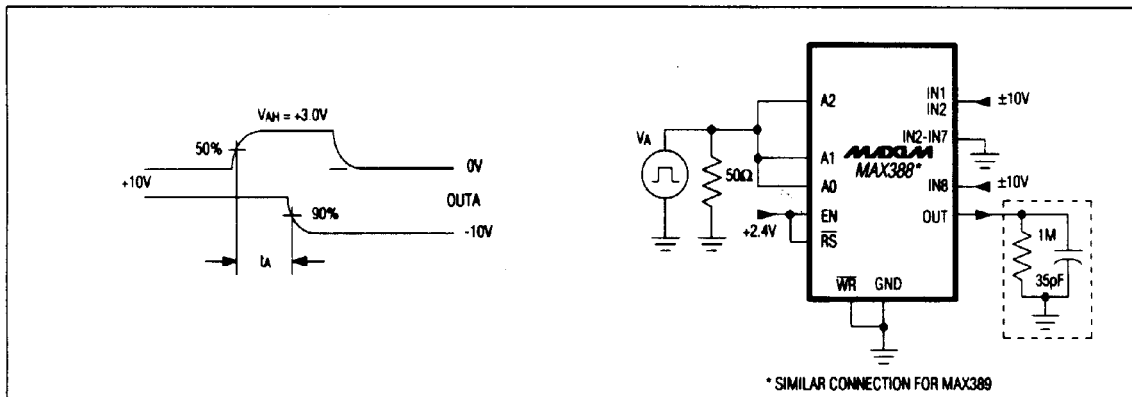 VAH = +3.0V
50%
0V
+10V
OUTA
90%
-10V
tA
VA
50Ω
+2.4V
A2
A1
A0
EN
RS
WR GND
MAXIM
MAX388*
IN1
IN2
IN2-IN7
IN8
OUT
±10V
±10V
1M
35pF
* SIMILAR CONNECTION FOR MAX389